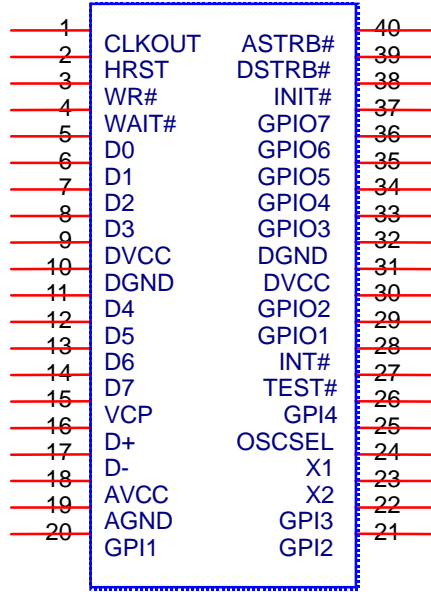 1 CLKOUT ASTRB# 40
2 HRST DSTRB# 39
3 WR# INIT# 38
4 WAIT# GPIO7 37
5 D0 GPIO6 36
6 D1 GPIO5 35
7 D2 GPIO4 34
8 D3 GPIO3 33
9 DVCC DGND 32
10 DGND DVCC 31
11 D4 GPIO2 30
12 D5 GPIO1 29
13 D6 INT# 28
14 D7 TEST# 27
15 VCP GPI4 26
16 D+ OSCSEL 25
17 D- X1 24
18 AVCC X2 23
19 AGND GPI3 22
20 GPI1 GPI2 21